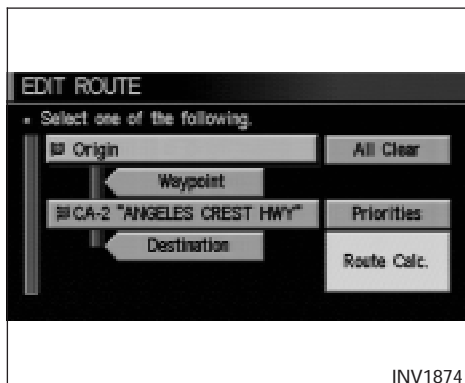 EDIT ROUTE
Select one of the following.
Origin
All Clear
Waypoint
CA-2 "ANGELES CREST HWY"
Priorities
Destination
Route Calc.
INV1874